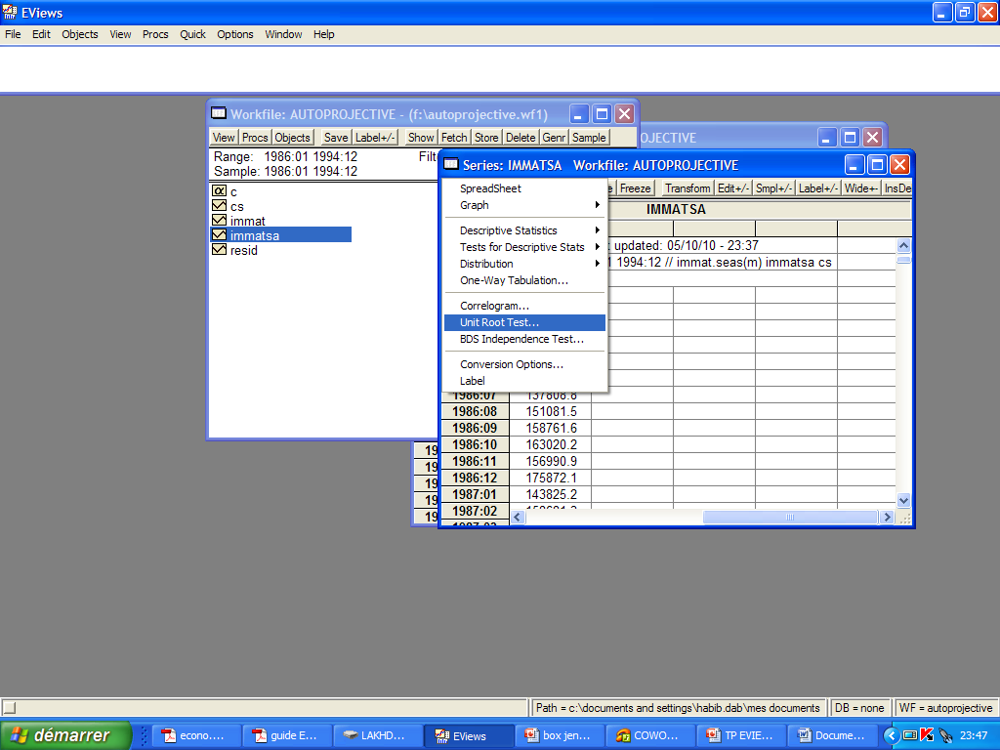 EViews
File Edit Objects View Procs Quick Options Window Help
Workfile: AUTOPROJECTIVE - (f:\autoprojective.wf1)
View Procs Objects Save Label+/- Show Fetch Store Delete Genr Sample
Range: 1986:01 1994:12 Filt
Sample: 1986:01 1994:12
c
cs
immat
immatsa
resid
OJECTIVE
Series: IMMATSA Workfile: AUTOPROJECTIVE
e Freeze Transform Edit+/- Smpl+/- Label+/- Wide+- InsDe
IMMATSA
updated: 05/10/10 - 23:37
1 1994:12 // immat.seas(m) immatsa cs
SpreadSheet
Graph
Descriptive Statistics
Tests for Descriptive Stats
Distribution
One-Way Tabulation...
Correlogram...
Unit Root Test...
BDS Independence Test...
Conversion Options...
Label
1986:07 137808.8
1986:08 151081.5
1986:09 158761.6
1986:10 163020.2
1986:11 156990.9
1986:12 175872.1
1987:01 143825.2
1987:02
19
19
19
19
19
Path = c:\documents and settings\habib.dab\mes documents DB = none WF = autoprojective
démarrer econo.... guide E... LAKHD... EViews box jen... COWO... TP EVIE... Docume... 23:47